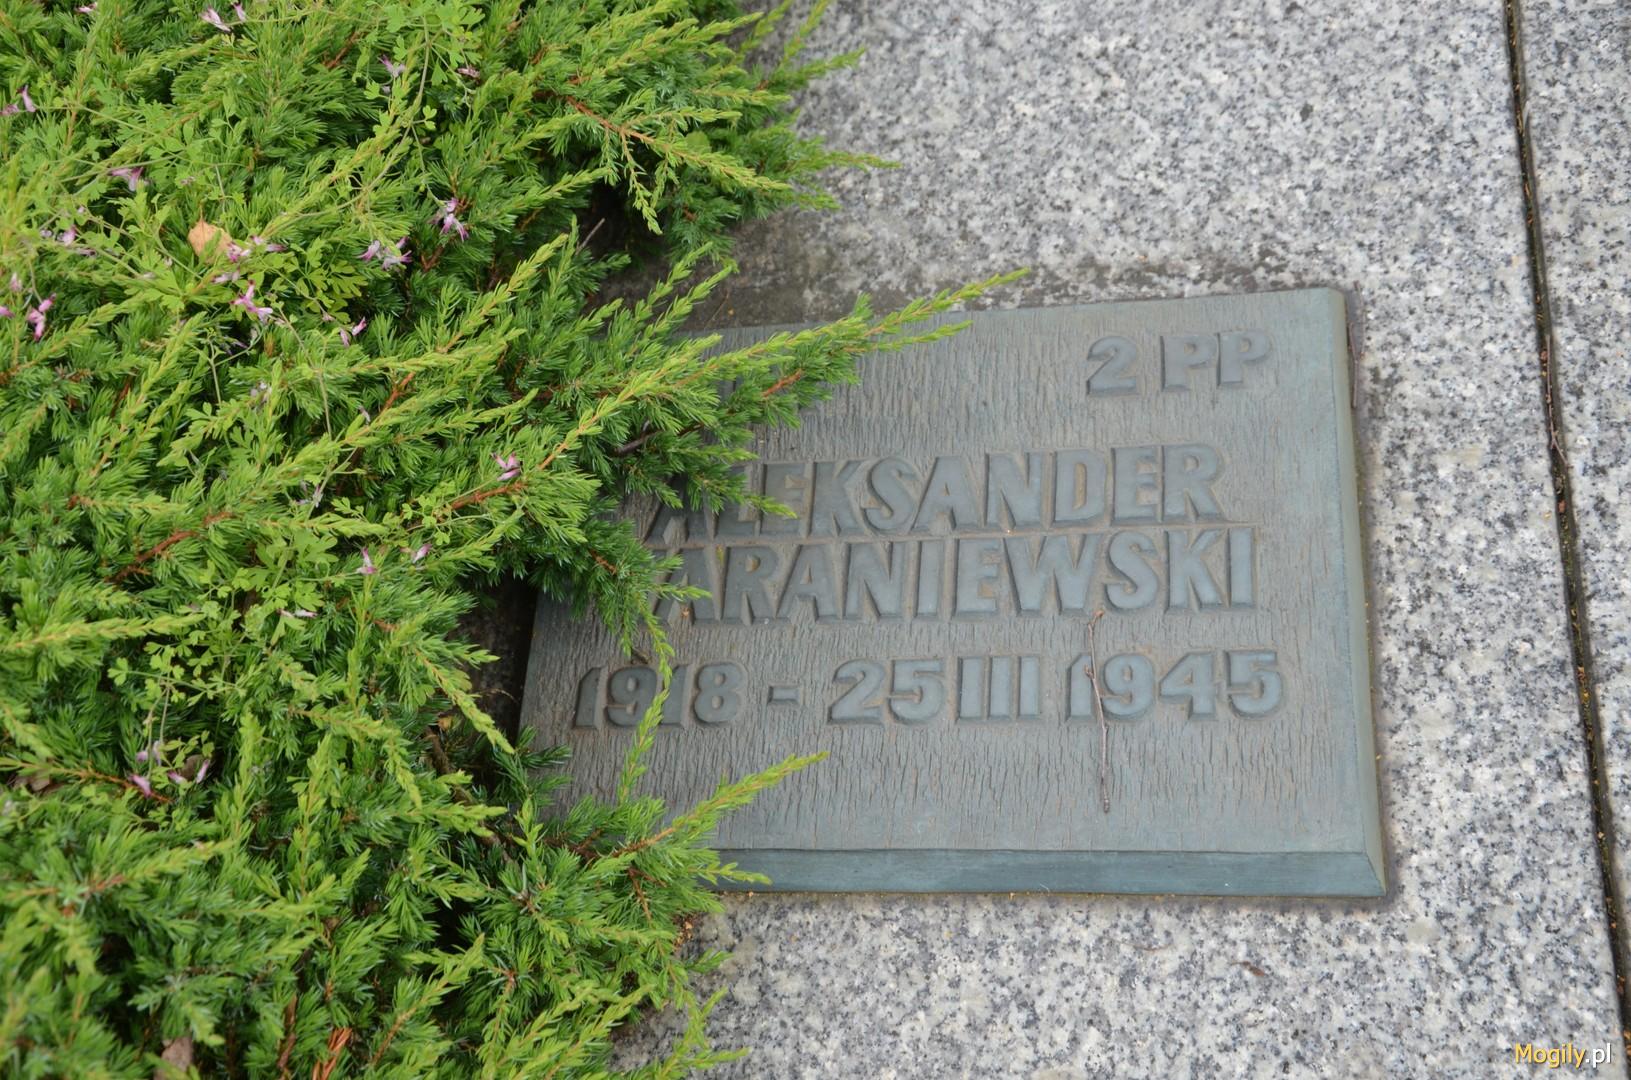 2 PP
ALEKSANDER
1918 - 25 III 1945
Mogily.pl